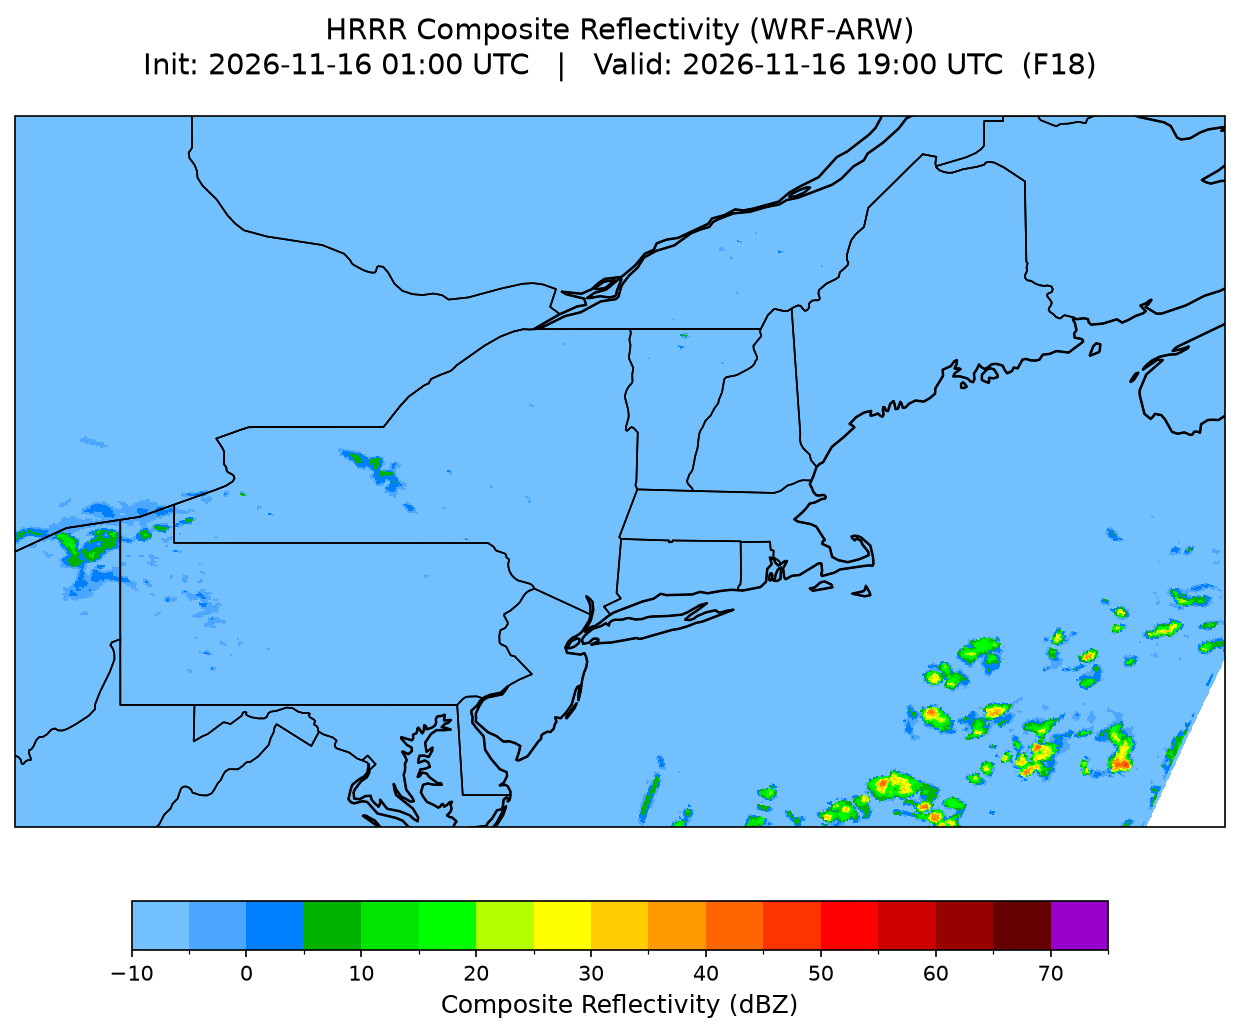 HRRR Composite Reflectivity (WRF-ARW)
Init: 2026-11-16 01:00 UTC   |   Valid: 2026-11-16 19:00 UTC  (F18)
−10 0 10 20 30 40 50 60 70
Composite Reflectivity (dBZ)